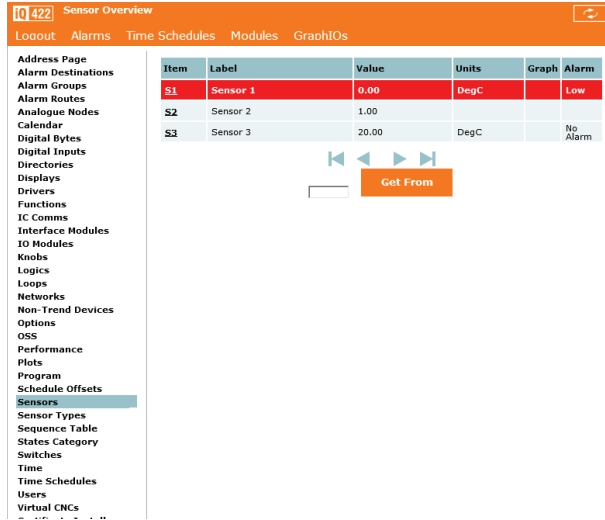 iQ 422 Sensor Overview
Logout Alarms Time Schedules Modules GraphIOs
Address Page
Alarm Destinations
Alarm Groups
Alarm Routes
Analogue Nodes
Calendar
Digital Bytes
Digital Inputs
Directories
Displays
Drivers
Functions
IC Comms
Interface Modules
IO Modules
Knobs
Logics
Loops
Networks
Non-Trend Devices
Options
OSS
Performance
Plots
Program
Schedule Offsets
Sensors
Sensor Types
Sequence Table
States Category
Switches
Time
Time Schedules
Users
Virtual CNCs
Item Label Value Units Graph Alarm
S1 Sensor 1 0.00 DegC Low
S2 Sensor 2 1.00
S3 Sensor 3 20.00 DegC No
Alarm
Get From